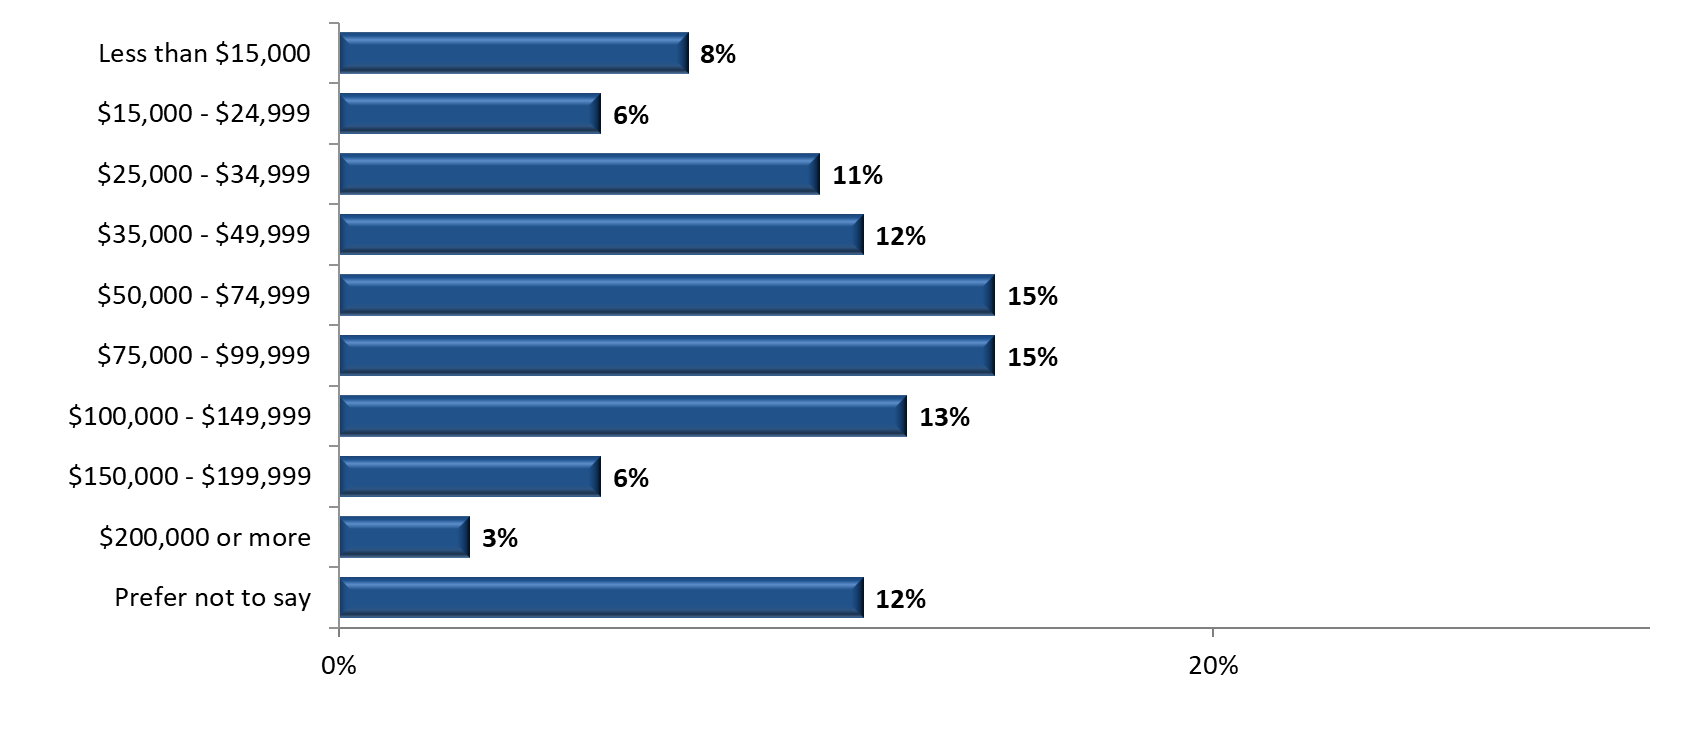 Less than $15,000 8%
$15,000 - $24,999 6%
$25,000 - $34,999 11%
$35,000 - $49,999 12%
$50,000 - $74,999 15%
$75,000 - $99,999 15%
$100,000 - $149,999 13%
$150,000 - $199,999 6%
$200,000 or more 3%
Prefer not to say 12%
0% 20%